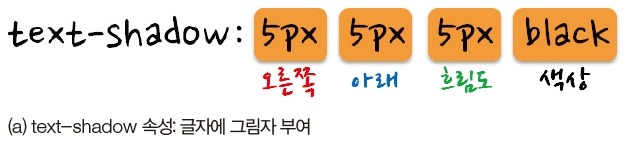 text-shadow: 5px 5px 5px black
오른쪽 아래 흐림도 색상
(a) text-shadow 속성: 글자에 그림자 부여